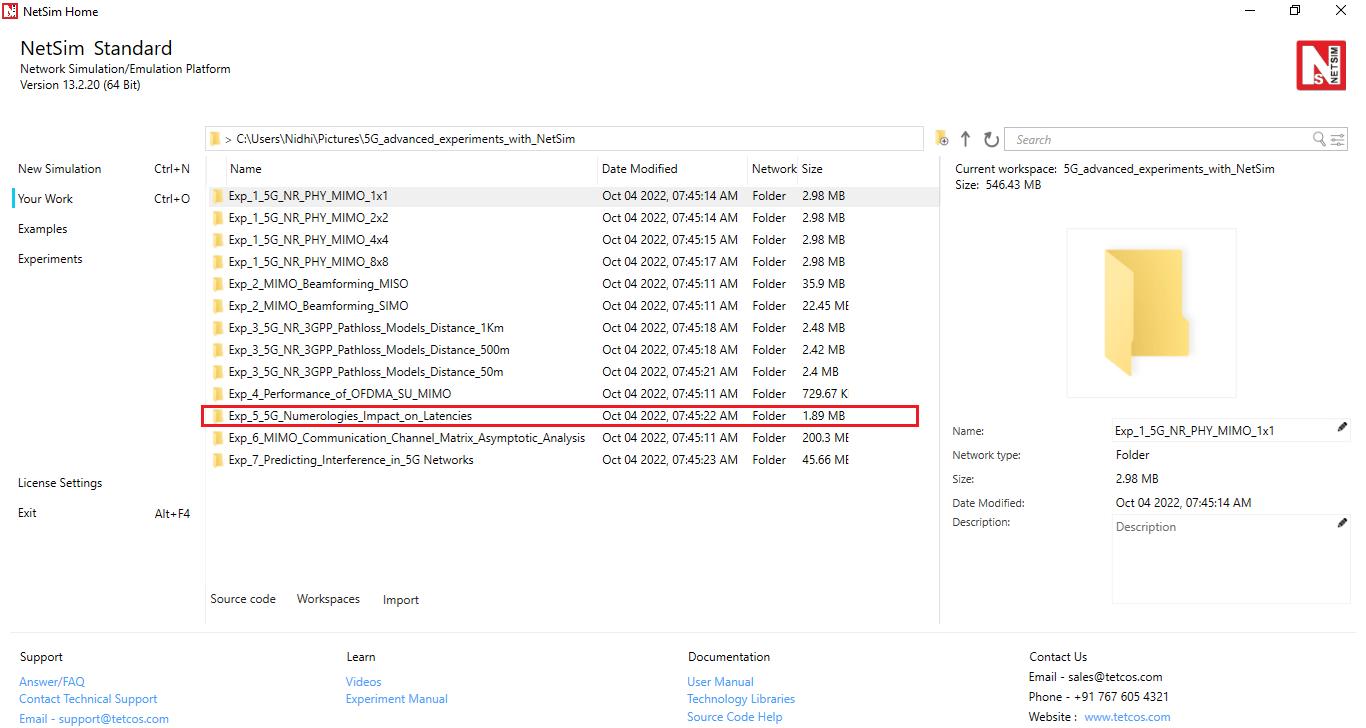 NetSim Home
NetSim Standard
Network Simulation/Emulation Platform
Version 13.2.20 (64 Bit)
NETSIM
> C:\Users\Nidhi\Pictures\5G_advanced_experiments_with_NetSim
Search
New Simulation Ctrl+N
Your Work Ctrl+O
Examples
Experiments
License Settings
Exit Alt+F4
Name Date Modified Network Size
Exp_1_5G_NR_PHY_MIMO_1x1 Oct 04 2022, 07:45:14 AM Folder 2.98 MB
Exp_1_5G_NR_PHY_MIMO_2x2 Oct 04 2022, 07:45:14 AM Folder 2.98 MB
Exp_1_5G_NR_PHY_MIMO_4x4 Oct 04 2022, 07:45:15 AM Folder 2.98 MB
Exp_1_5G_NR_PHY_MIMO_8x8 Oct 04 2022, 07:45:17 AM Folder 2.98 MB
Exp_2_MIMO_Beamforming_MISO Oct 04 2022, 07:45:11 AM Folder 35.9 MB
Exp_2_MIMO_Beamforming_SIMO Oct 04 2022, 07:45:11 AM Folder 22.45 ME
Exp_3_5G_NR_3GPP_Pathloss_Models_Distance_1Km Oct 04 2022, 07:45:18 AM Folder 2.48 MB
Exp_3_5G_NR_3GPP_Pathloss_Models_Distance_500m Oct 04 2022, 07:45:18 AM Folder 2.42 MB
Exp_3_5G_NR_3GPP_Pathloss_Models_Distance_50m Oct 04 2022, 07:45:21 AM Folder 2.4 MB
Exp_4_Performance_of_OFDMA_SU_MIMO Oct 04 2022, 07:45:11 AM Folder 729.67 K
Exp_5_5G_Numerologies_Impact_on_Latencies Oct 04 2022, 07:45:22 AM Folder 1.89 MB
Exp_6_MIMO_Communication_Channel_Matrix_Asymptotic_Analysis Oct 04 2022, 07:45:11 AM Folder 200.3 ME
Exp_7_Predicting_Interference_in_5G Networks Oct 04 2022, 07:45:23 AM Folder 45.66 ME
Source code Workspaces Import
Current workspace: 5G_advanced_experiments_with_NetSim
Size: 546.43 MB
Name: Exp_1_5G_NR_PHY_MIMO_1x1
Network type: Folder
Size: 2.98 MB
Date Modified: Oct 04 2022, 07:45:14 AM
Description: Description
Support
Answer/FAQ
Contact Technical Support
Email - support@tetcos.com
Learn
Videos
Experiment Manual
Documentation
User Manual
Technology Libraries
Source Code Help
Contact Us
Email - sales@tetcos.com
Phone - +91 767 605 4321
Website : www.tetcos.com